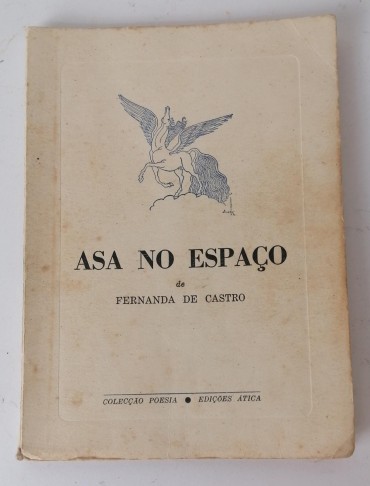 ASA NO ESPAÇO
de
FERNANDA DE CASTRO
COLECÇÃO POESIA ● EDIÇÕES ÁTICA